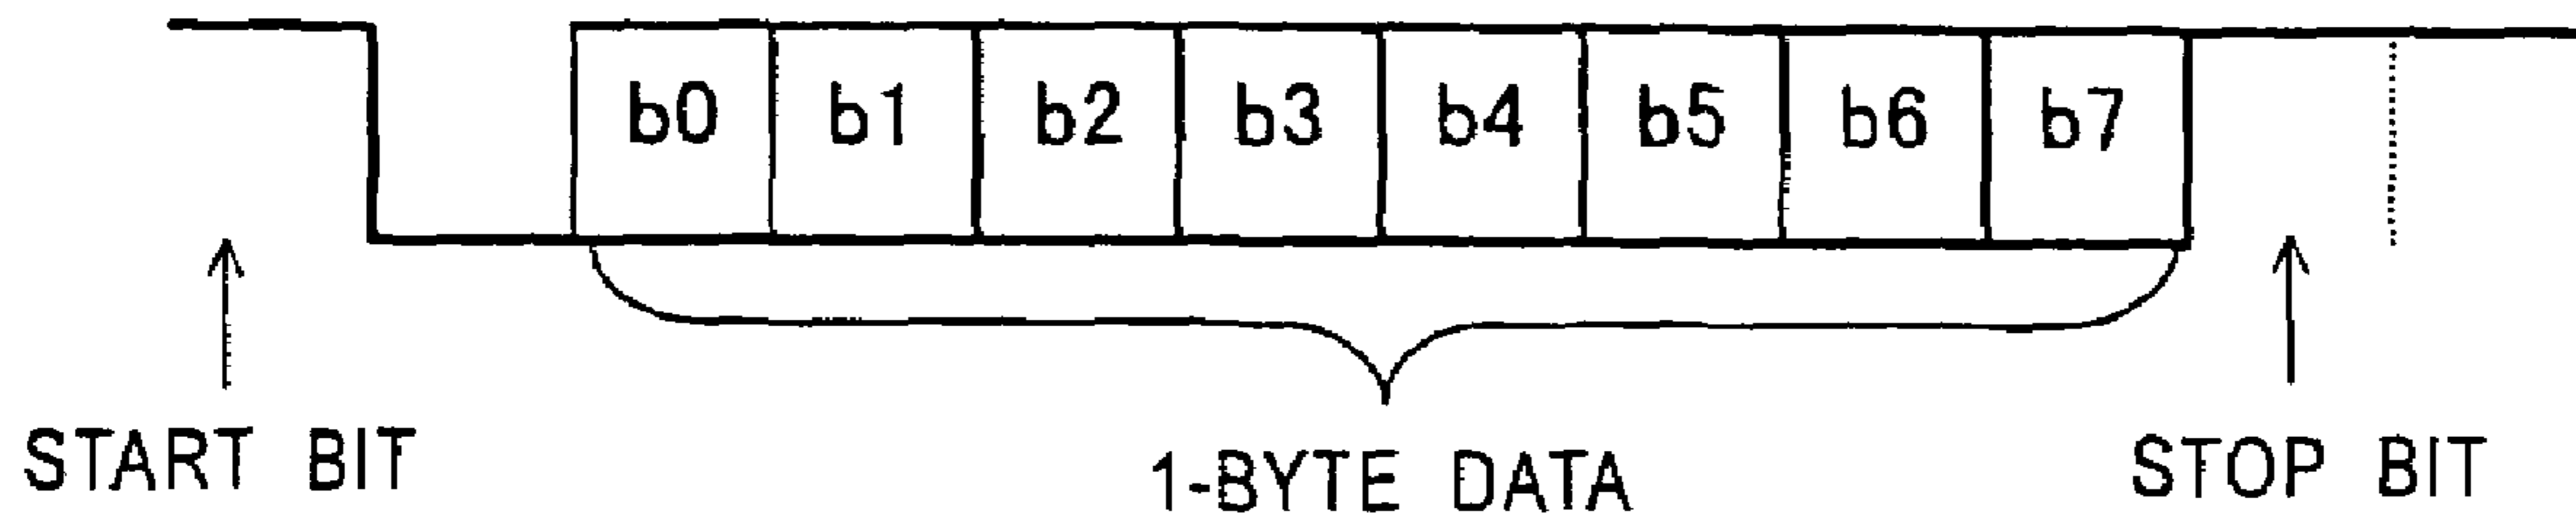 b0 b1 b2 b3 b4 b5 b6 b7
START BIT 1-BYTE DATA STOP BIT